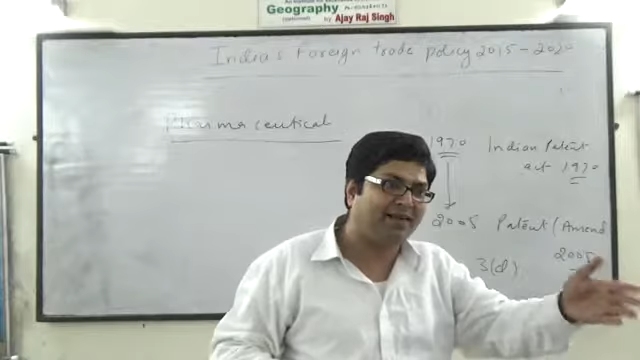 Geography
by Ajay Raj Singh
India's Foreign trade policy 2015-2020
Pharmaceutical
1970 Indian Patent
act 1970
2005 Patent (Amend
2005
3(d)